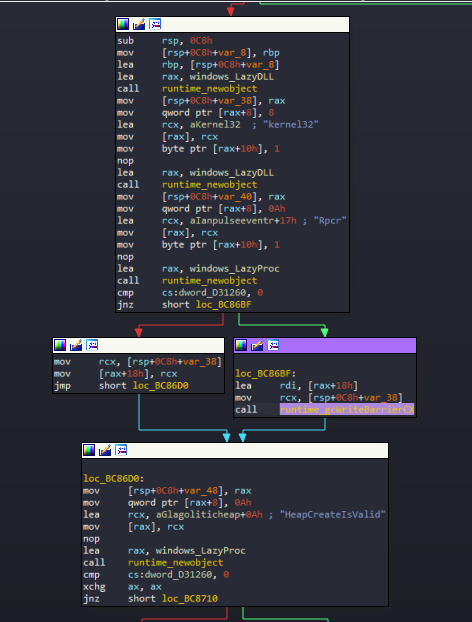 sub rsp, 0C8h
mov [rsp+0C8h+var_8], rbp
lea rbp, [rsp+0C8h+var_8]
lea rax, windows_LazyDLL
call runtime_newobject
mov [rsp+0C8h+var_38], rax
mov qword ptr [rax+8], 8
lea rcx, aKernel32 ; "kernel32"
mov [rax], rcx
mov byte ptr [rax+10h], 1
nop
lea rax, windows_LazyDLL
call runtime_newobject
mov [rsp+0C8h+var_40], rax
mov qword ptr [rax+8], 0Ah
lea rcx, aIanpulseeventr+17h ; "Rpcr"
mov [rax], rcx
mov byte ptr [rax+10h], 1
nop
lea rax, windows_LazyProc
call runtime_newobject
cmp cs:dword_D31260, 0
jnz short loc_BC86BF
mov rcx, [rsp+0C8h+var_38]
mov [rax+18h], rcx
jmp short loc_BC86D0
loc_BC86BF:
lea rdi, [rax+18h]
mov rcx, [rsp+0C8h+var_38]
call runtime_gcWriteBarrierCX
loc_BC86D0:
mov [rsp+0C8h+var_48], rax
mov qword ptr [rax+8], 0Ah
lea rcx, aGlagoliticheap+0Ah ; "HeapCreateIsValid"
mov [rax], rcx
nop
lea rax, windows_LazyProc
call runtime_newobject
cmp cs:dword_D31260, 0
xchg ax, ax
jnz short loc_BC8710